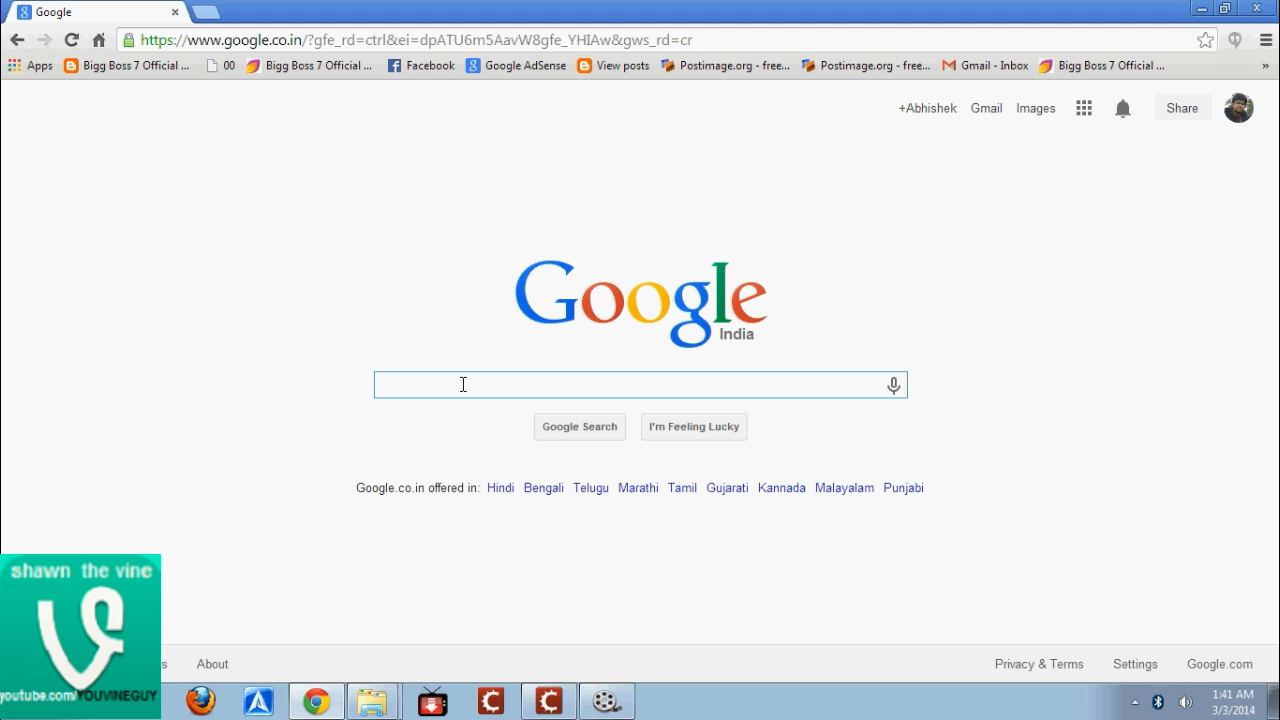 Google
https://www.google.co.in/?gfe_rd=ctrl&ei=dpATU6m5AavW8gfe_YHIAw&gws_rd=cr
Apps Bigg Boss 7 Official ... 00 Bigg Boss 7 Official ... Facebook Google AdSense View posts Postimage.org - free... Postimage.org - free... Gmail - Inbox Bigg Boss 7 Official ... »
+Abhishek Gmail Images Share
Google
India
Google Search I'm Feeling Lucky
Google.co.in offered in: Hindi Bengali Telugu Marathi Tamil Gujarati Kannada Malayalam Punjabi
shawn the vine
youtube.com/YOUVINEGUY
s About Privacy & Terms Settings Google.com
1:41 AM
3/3/2014